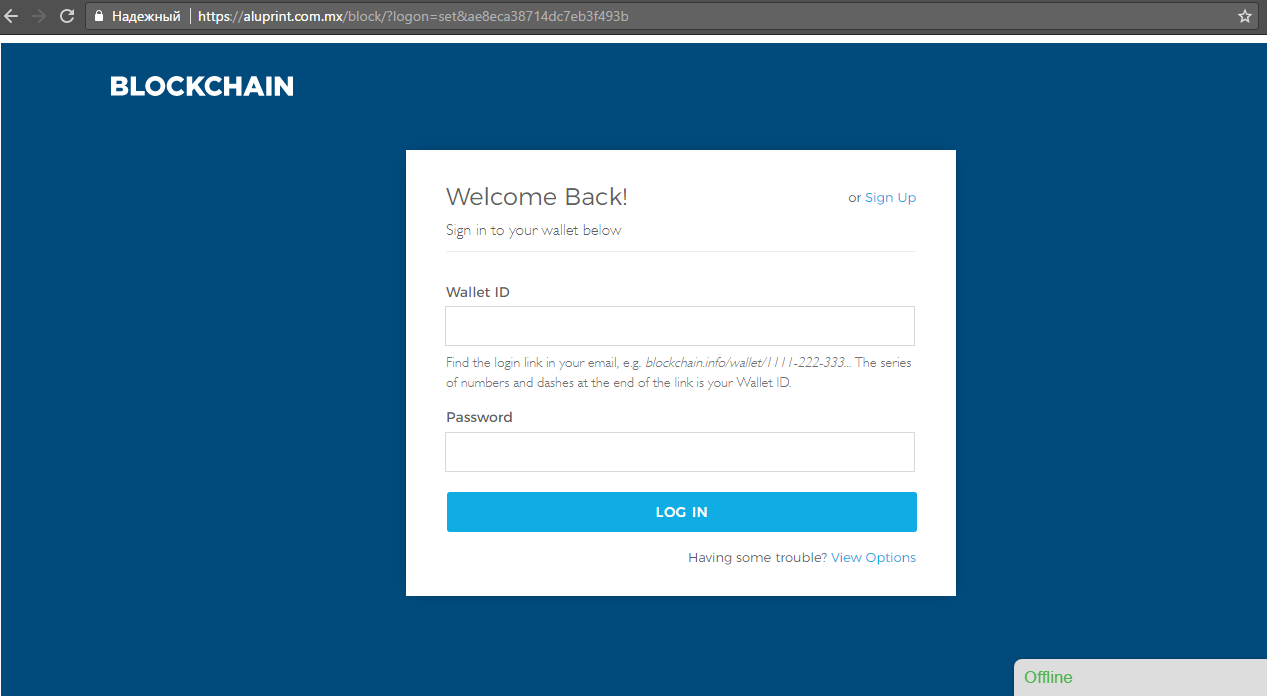 Надежный https://aluprint.com.mx/block/?logon=set&ae8eca38714dc7eb3f493b
BLOCKCHAIN
Welcome Back!
or Sign Up
Sign in to your wallet below
Wallet ID
Find the login link in your email, e.g. blockchain.info/wallet/1111-222-333... The series
of numbers and dashes at the end of the link is your Wallet ID.
Password
LOG IN
Having some trouble? View Options
Offline